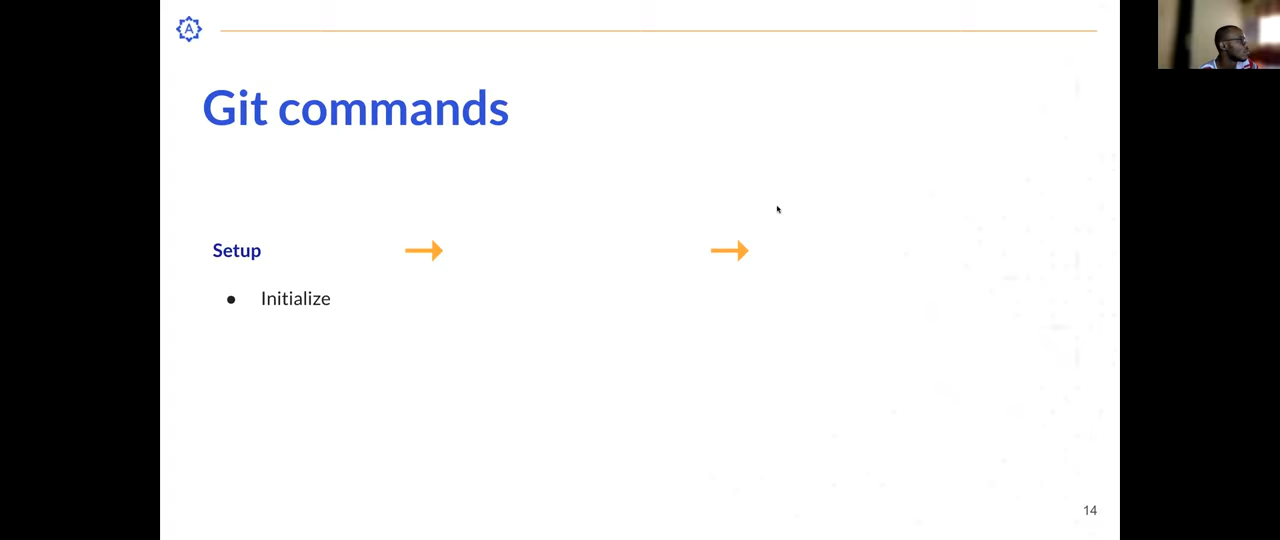 A
Git commands
Setup
● Initialize
14